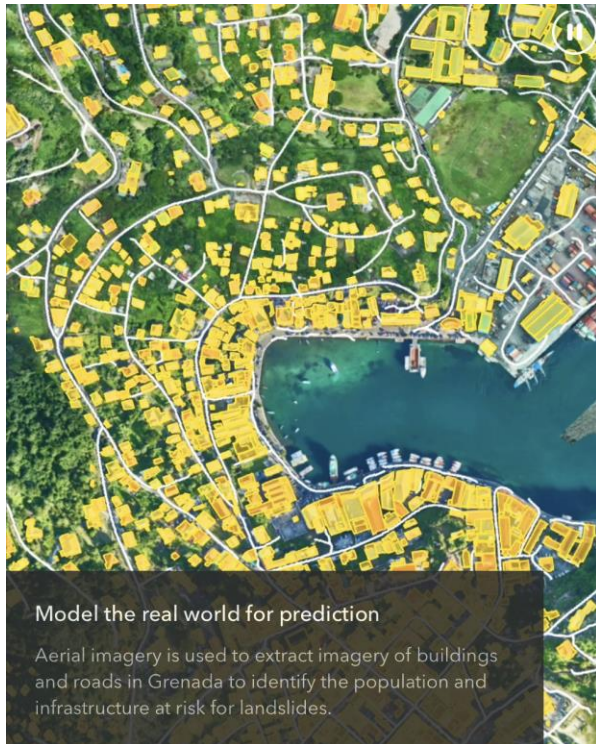 Model the real world for prediction
Aerial imagery is used to extract imagery of buildings
and roads in Grenada to identify the population and
infrastructure at risk for landslides.